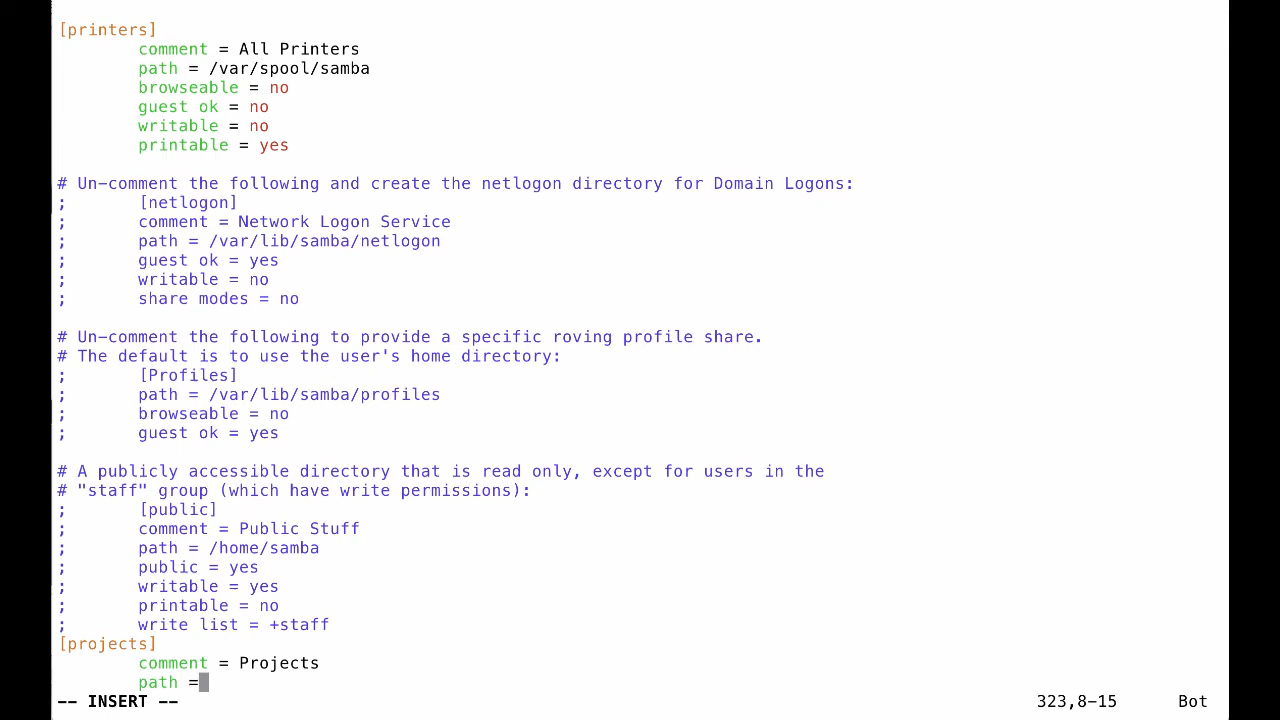 [printers]
comment = All Printers
path = /var/spool/samba
browseable = no
guest ok = no
writable = no
printable = yes
# Un-comment the following and create the netlogon directory for Domain Logons:
; [netlogon]
; comment = Network Logon Service
; path = /var/lib/samba/netlogon
; guest ok = yes
; writable = no
; share modes = no
# Un-comment the following to provide a specific roving profile share.
# The default is to use the user's home directory:
; [Profiles]
; path = /var/lib/samba/profiles
; browseable = no
; guest ok = yes
# A publicly accessible directory that is read only, except for users in the
# "staff" group (which have write permissions):
; [public]
; comment = Public Stuff
; path = /home/samba
; public = yes
; writable = yes
; printable = no
; write list = +staff
[projects]
comment = Projects
path =
-- INSERT -- 323,8-15 Bot